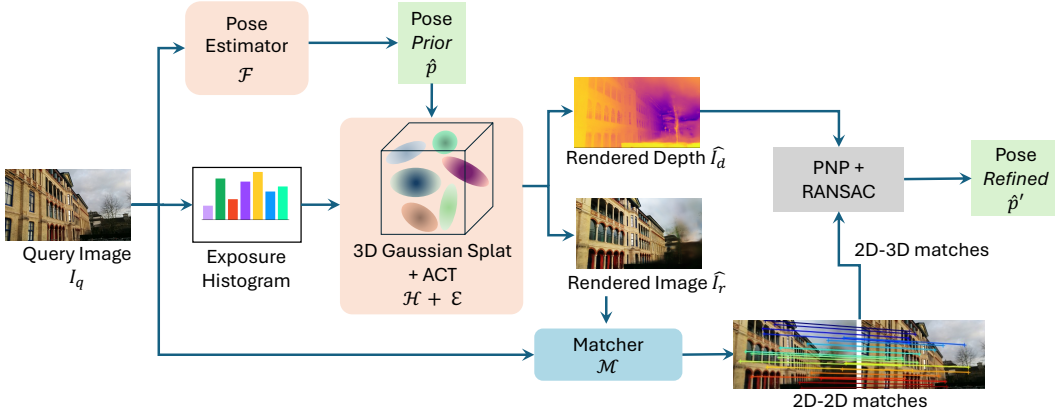 Pose
Estimator
ℱ
Pose
Prior
p̂
Query Image
I_q
Exposure
Histogram
3D Gaussian Splat
+ ACT
ℋ + ℰ
Rendered Depth Î_d
Rendered Image Î_r
Matcher
ℳ
PNP +
RANSAC
Pose
Refined
p̂′
2D-3D matches
2D-2D matches